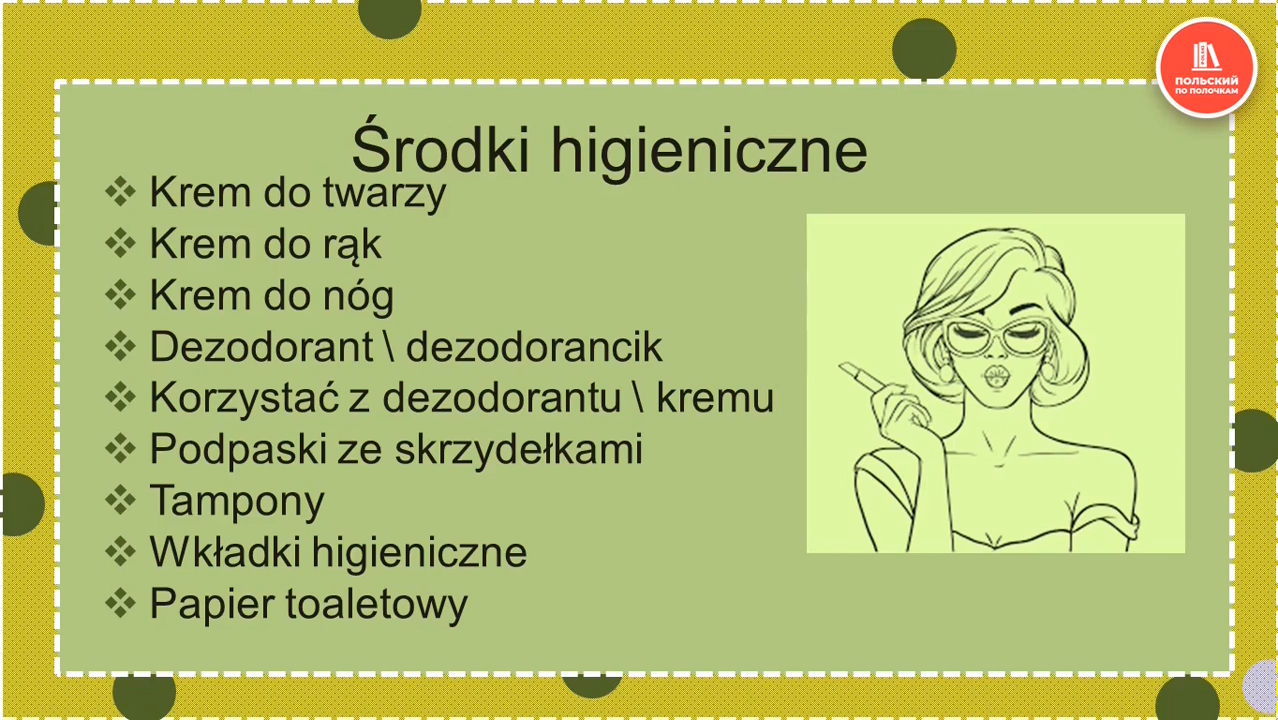 ПОЛЬСКИЙ
ПО ПОЛОЧКАМ
Środki higieniczne
Krem do twarzy
Krem do rąk
Krem do nóg
Dezodorant \ dezodorancik
Korzystać z dezodorantu \ kremu
Podpaski ze skrzydełkami
Tampony
Wkładki higieniczne
Papier toaletowy